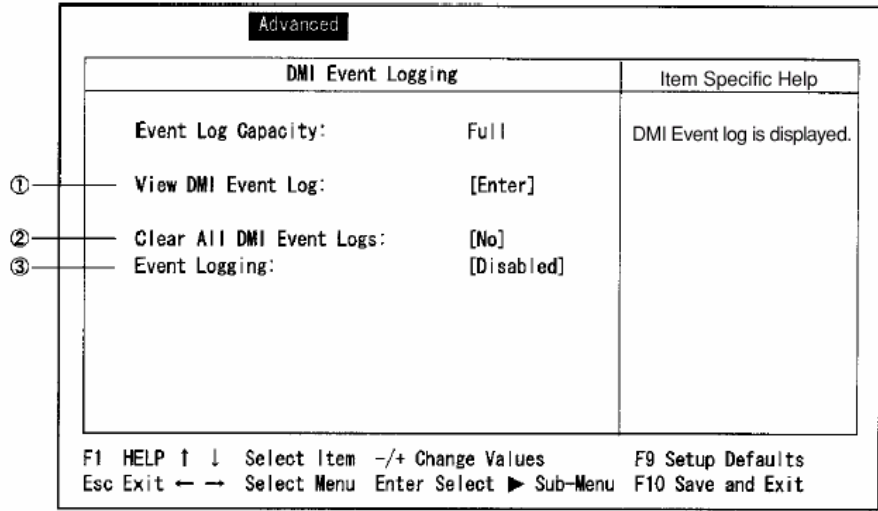 Advanced
DMI Event Logging Item Specific Help
Event Log Capacity: Full DMI Event log is displayed.
① View DMI Event Log: [Enter]
② Clear All DMI Event Logs: [No]
③ Event Logging: [Disabled]
F1 HELP ↑ ↓ Select Item -/+ Change Values F9 Setup Defaults
Esc Exit ← → Select Menu Enter Select ▶ Sub-Menu F10 Save and Exit